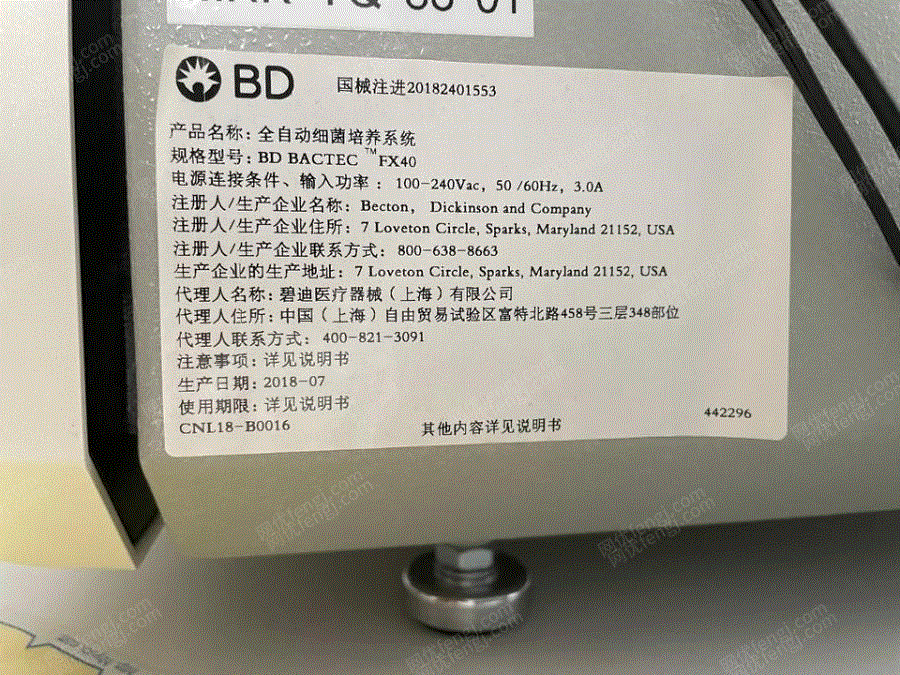 BD 国械注进20182401553
产品名称：全自动细菌培养系统
规格型号：BD BACTEC ™FX40
电源连接条件、输入功率：100-240Vac，50 /60Hz，3.0A
注册人/生产企业名称：Becton， Dickinson and Company
注册人/生产企业住所：7 Loveton Circle, Sparks, Maryland 21152, USA
注册人/生产企业联系方式：800-638-8663
生产企业的生产地址：7 Loveton Circle, Sparks, Maryland 21152, USA
代理人名称：碧迪医疗器械（上海）有限公司
代理人住所：中国（上海）自由贸易试验区富特北路458号三层348部位
代理人联系方式：400-821-3091
注意事项：详见说明书
生产日期：2018-07
使用期限：详见说明书
CNL18-B0016 其他内容详见说明书 442296
网优fengj.com